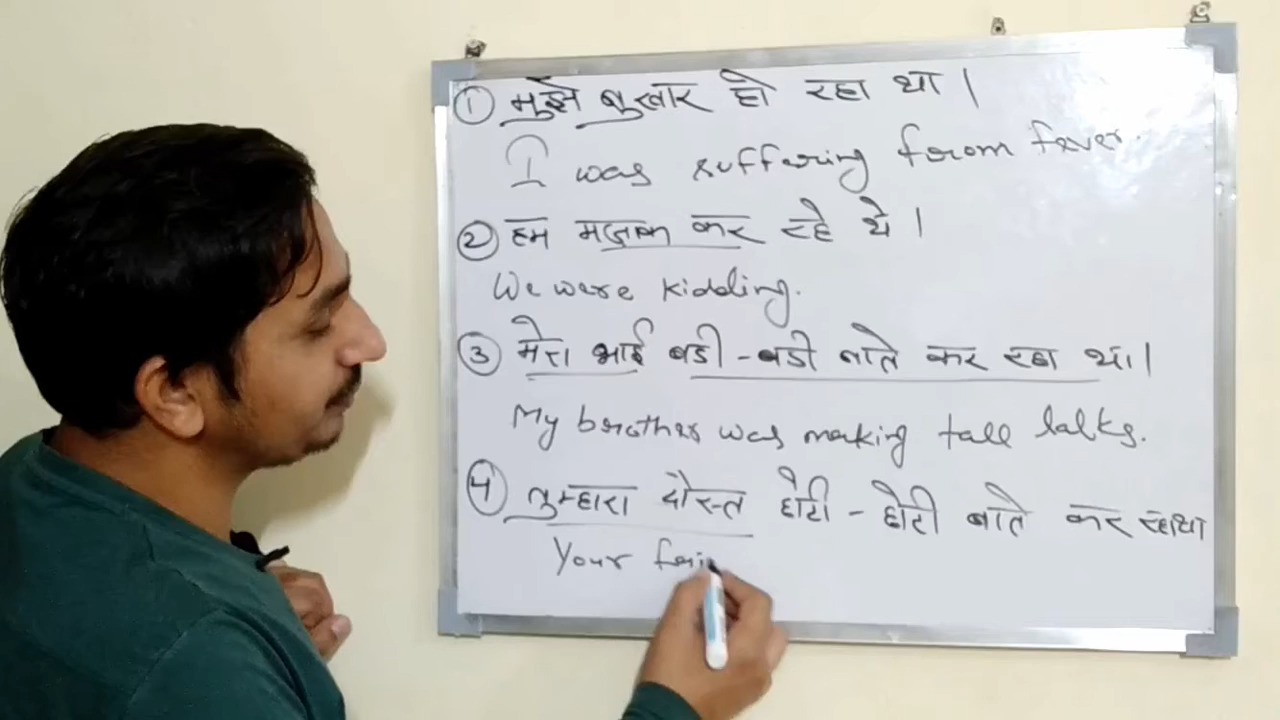 ① मुझे बुखार हो रहा था।
I was suffering from fever.
② हम मजाक कर रहे थे।
We were kidding.
③ मेरा भाई बडी - बडी बाते कर रहा था।
My brother was making tall talks.
④ तुम्हारा दोस्त छोटी - छोटी बाते कर रहा था
Your fri